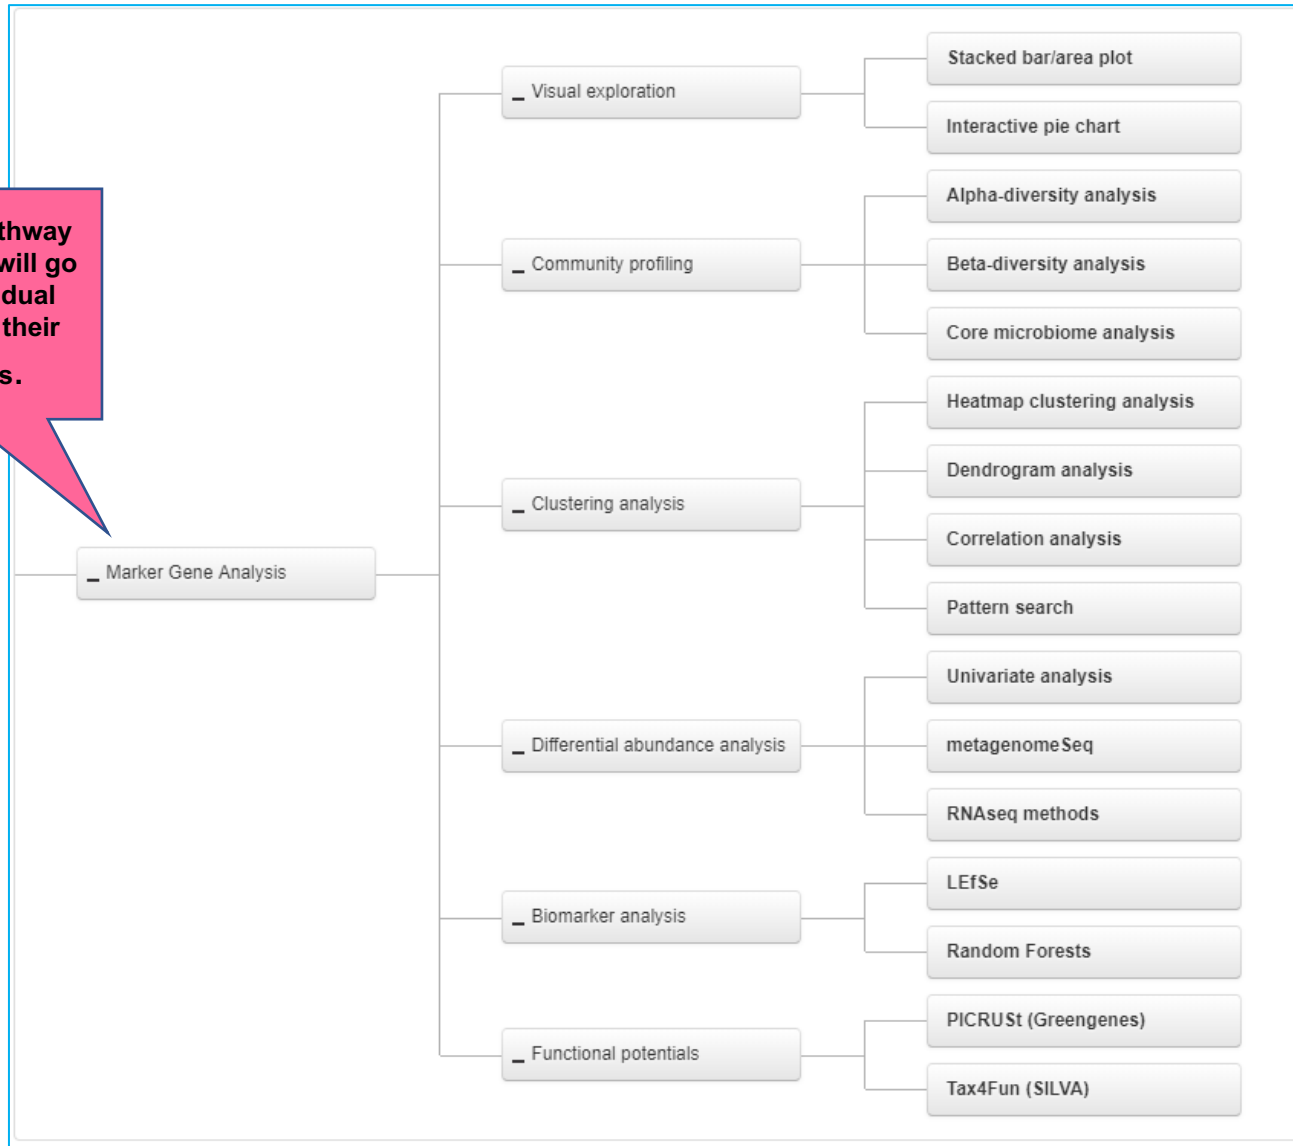 thway
will go
dual
their
s.
Marker Gene Analysis
Visual exploration
Stacked bar/area plot
Interactive pie chart
Community profiling
Alpha-diversity analysis
Beta-diversity analysis
Core microbiome analysis
Clustering analysis
Heatmap clustering analysis
Dendrogram analysis
Correlation analysis
Pattern search
Differential abundance analysis
Univariate analysis
metagenomeSeq
RNAseq methods
Biomarker analysis
LEfSe
Random Forests
Functional potentials
PICRUSt (Greengenes)
Tax4Fun (SILVA)